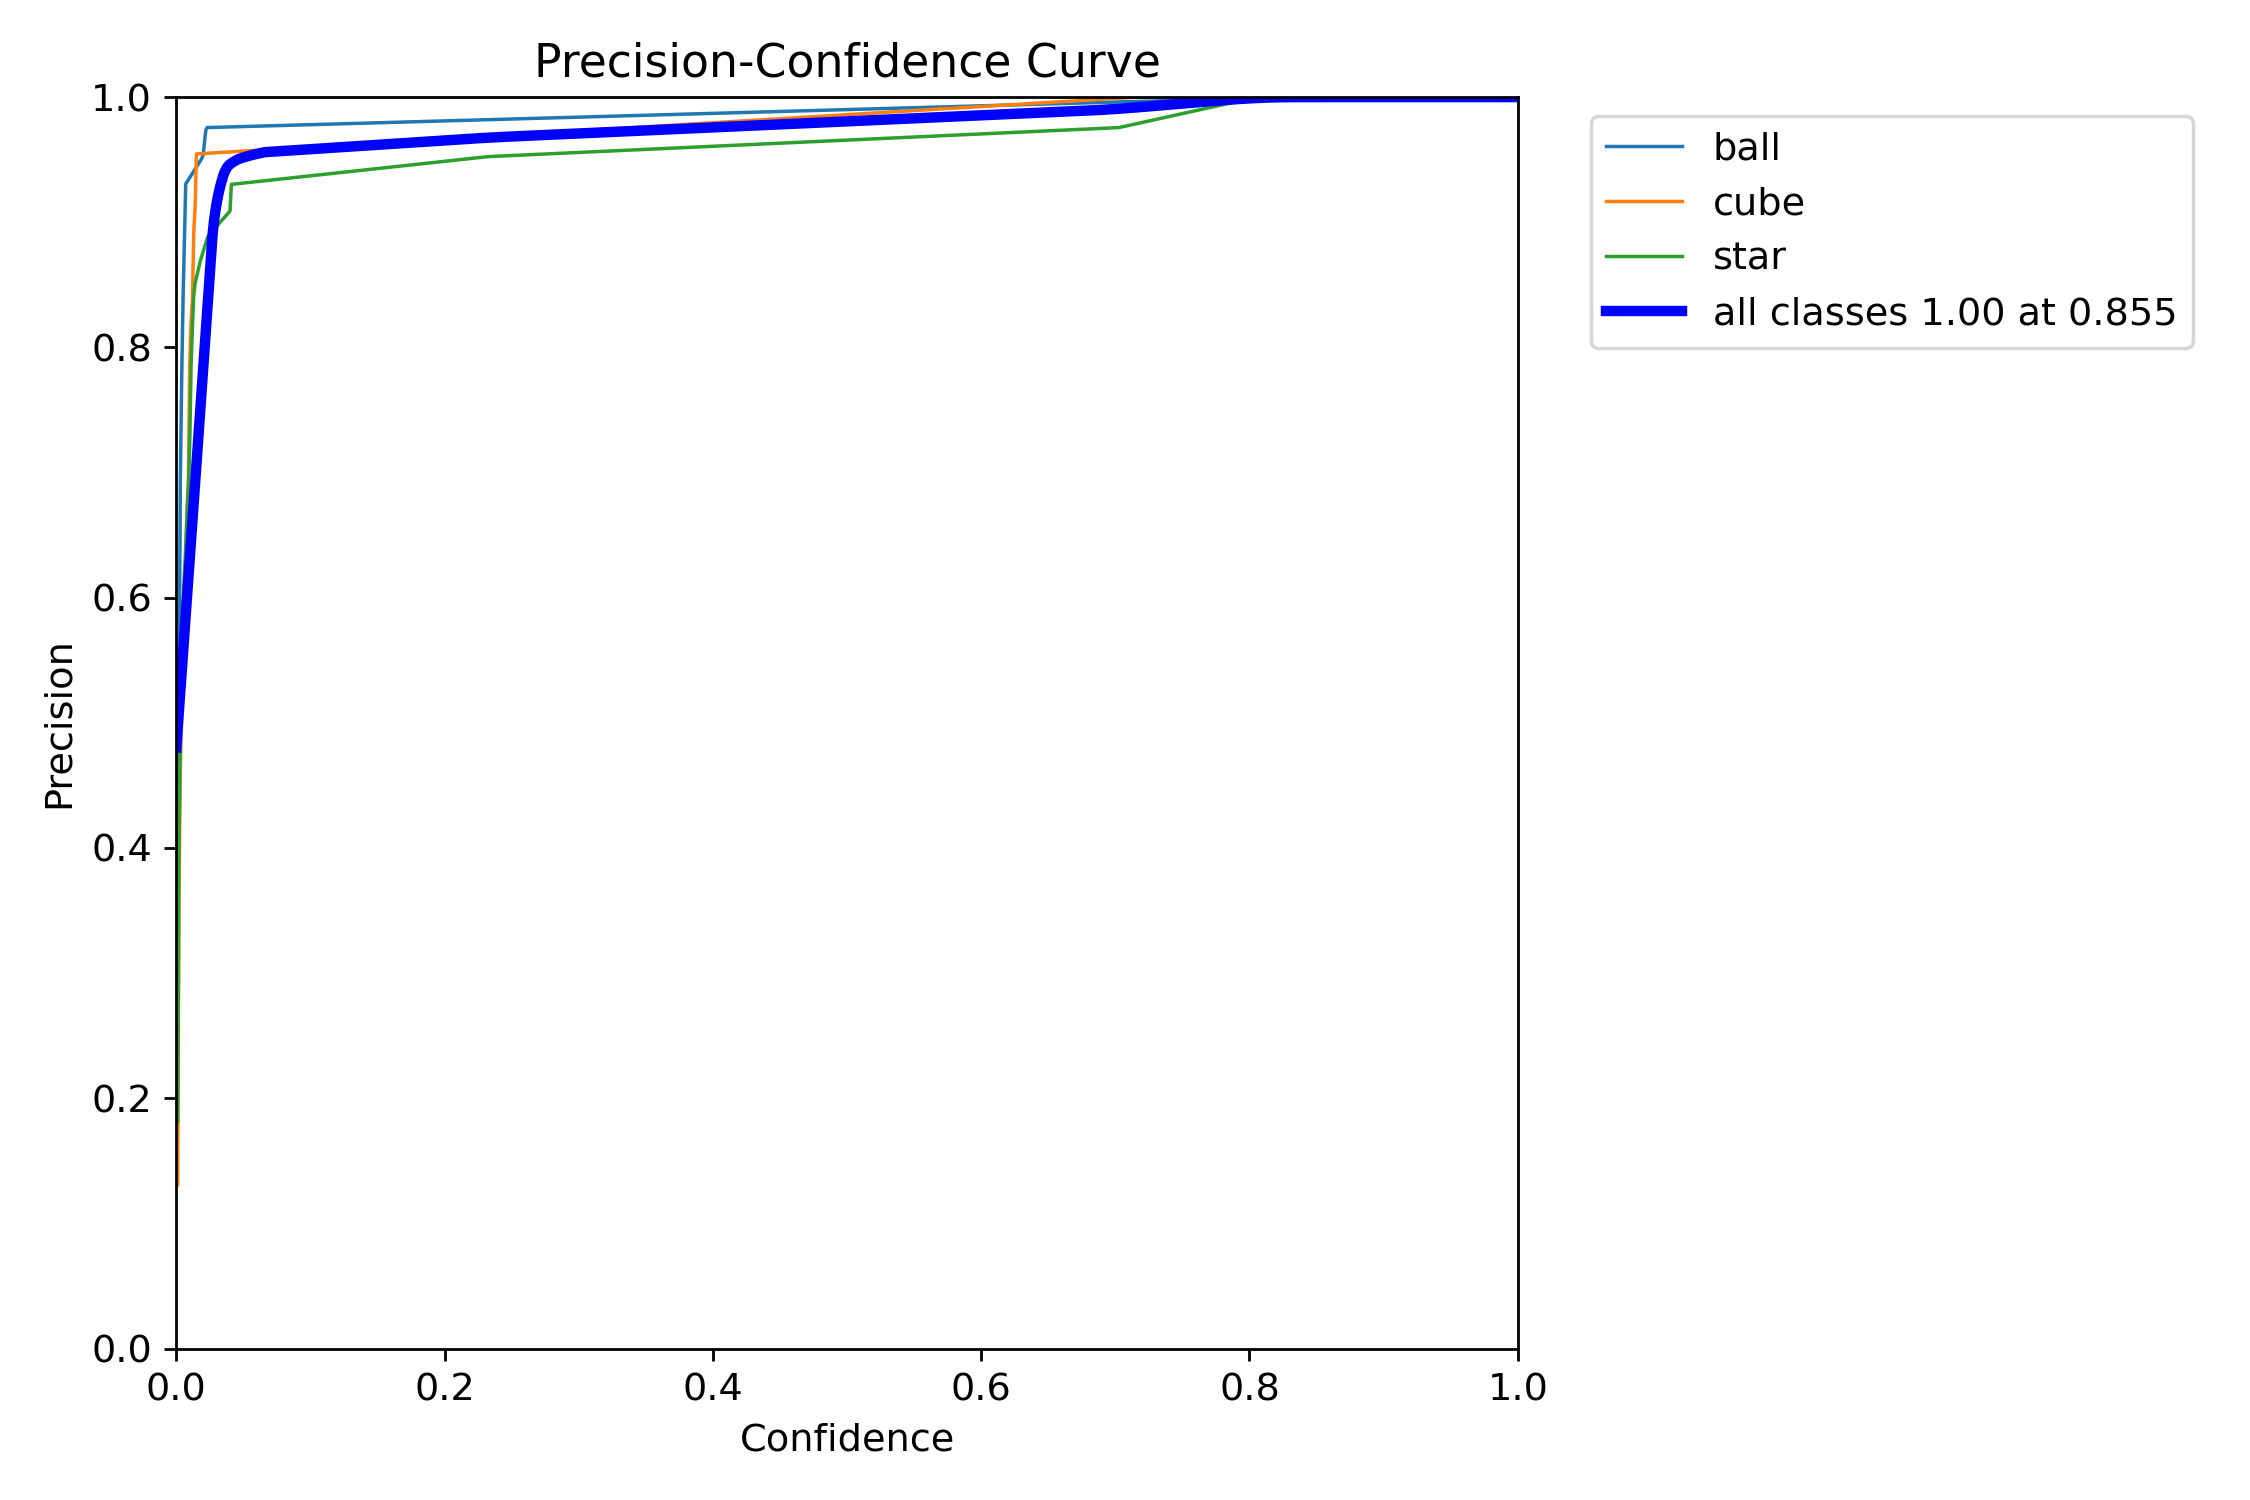 Precision-Confidence Curve
1.0
0.8
0.6
0.4
0.2
0.0
Precision
0.0 0.2 0.4 0.6 0.8 1.0
Confidence
ball
cube
star
all classes 1.00 at 0.855